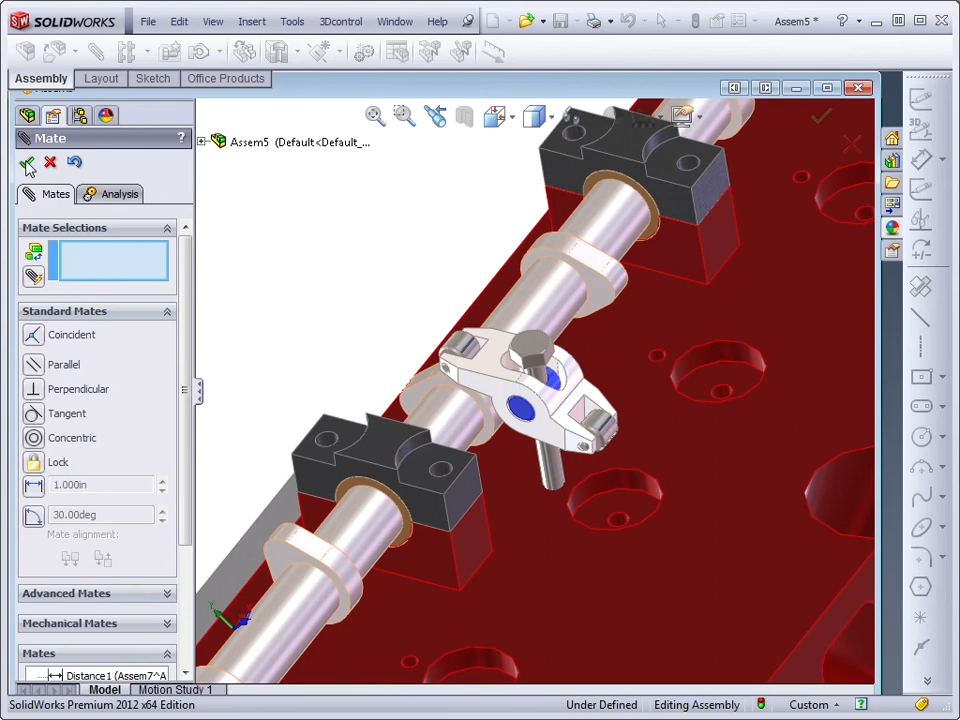 SOLIDWORKS File Edit View Insert Tools 3Dcontrol Window Help Assem5 *
Assembly Layout Sketch Office Products
Mate ?
Assem5 (Default<Default_...
Mates Analysis
Mate Selections
Standard Mates
Coincident
Parallel
Perpendicular
Tangent
Concentric
Lock
1.000in
30.00deg
Mate alignment:
Advanced Mates
Mechanical Mates
Mates
Distance1 (Assem7^A
Model Motion Study 1
SolidWorks Premium 2012 x64 Edition Under Defined Editing Assembly Custom